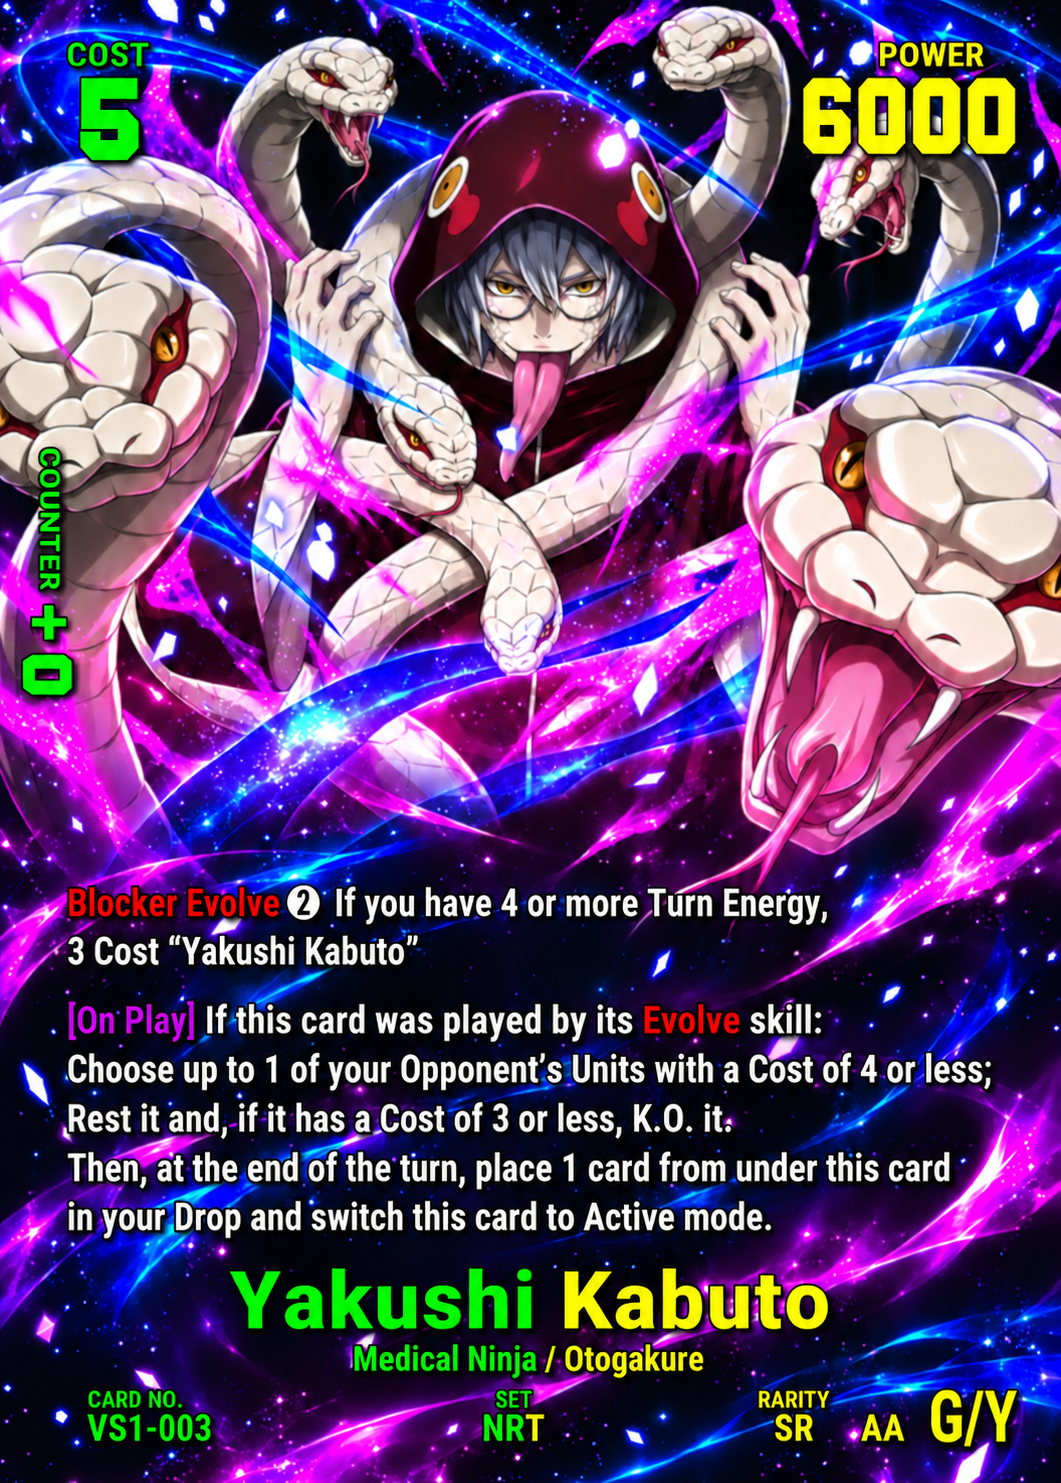 COST
5
POWER
6000
COUNTER +0
Blocker Evolve 2 If you have 4 or more Turn Energy,
3 Cost “Yakushi Kabuto”
[On Play] If this card was played by its Evolve skill:
Choose up to 1 of your Opponent’s Units with a Cost of 4 or less;
Rest it and, if it has a Cost of 3 or less, K.O. it.
Then, at the end of the turn, place 1 card from under this card
in your Drop and switch this card to Active mode.
Yakushi Kabuto
Medical Ninja / Otogakure
CARD NO.
VS1-003
SET
NRT
RARITY
SR
AA
G/Y